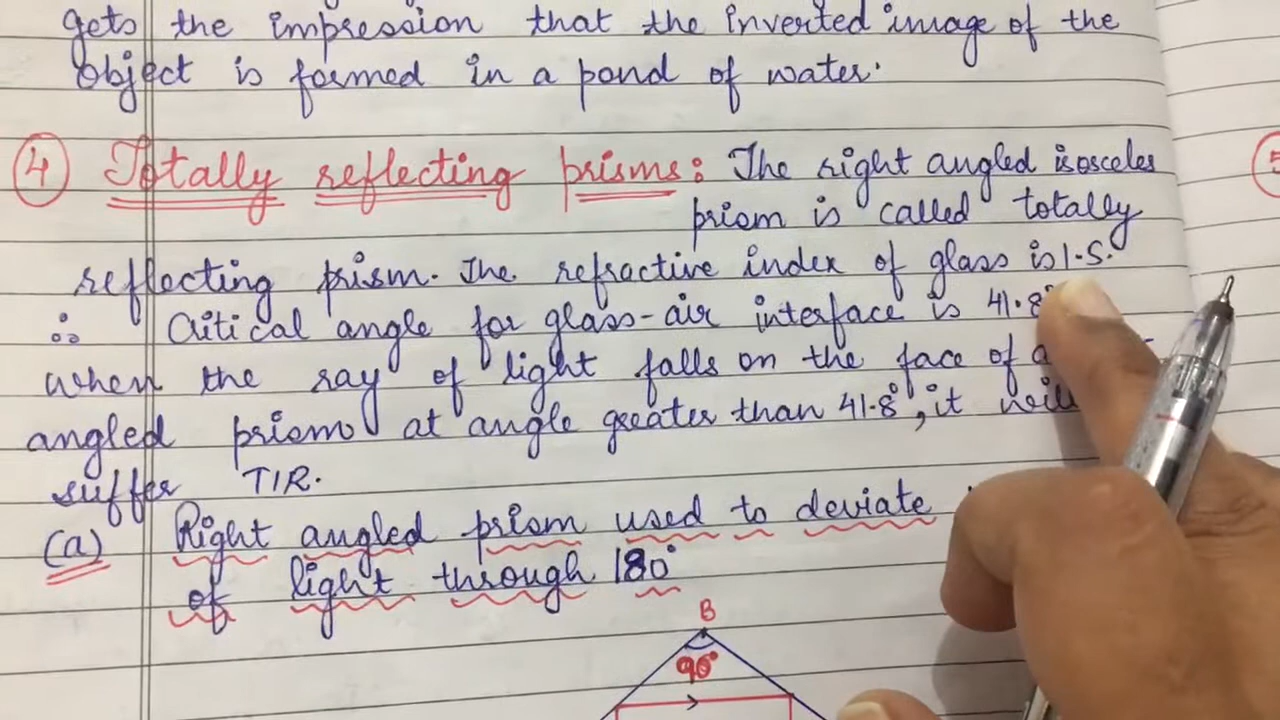 gets the impression that the inverted image of the
object is formed in a pond of water.
④ Totally reflecting prisms: The right angled isosceles
prism is called totally
reflecting prism. The refractive index of glass is 1.5.
∴ Critical angle for glass-air interface is 41.8°
when the ray of light falls on the face of a
angled prism at angle greater than 41.8°, it will
suffer TIR.
(a) Right angled prism used to deviate
of light through 180°
B
90°